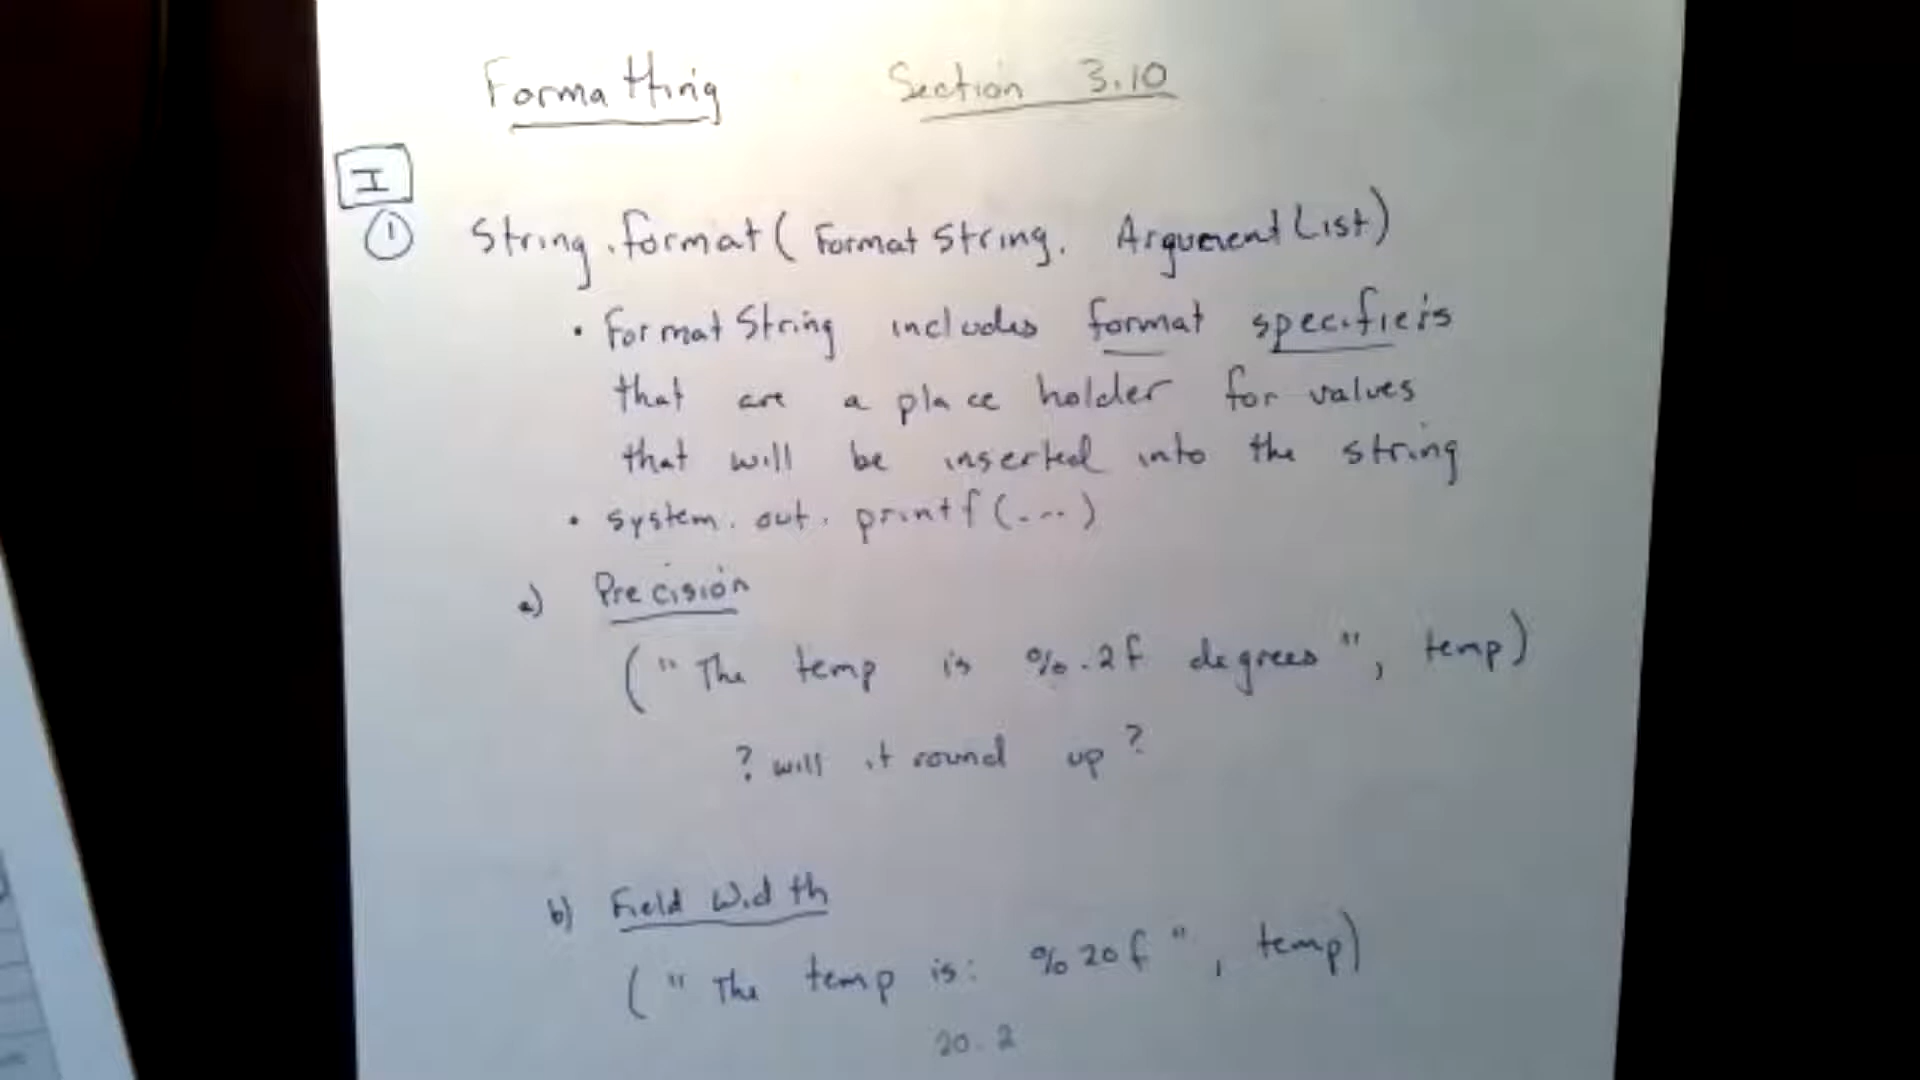 Formatting Section 3.10
I
1 String.format( Format String, Argument List)
• Format String includes format specifiers
that are a place holder for values
that will be inserted into the string
• system.out.printf(...)
a) Precision
("The temp is %.2f degrees", temp)
? will it round up?
b) Field Width
("The temp is: %20f", temp)
20.2